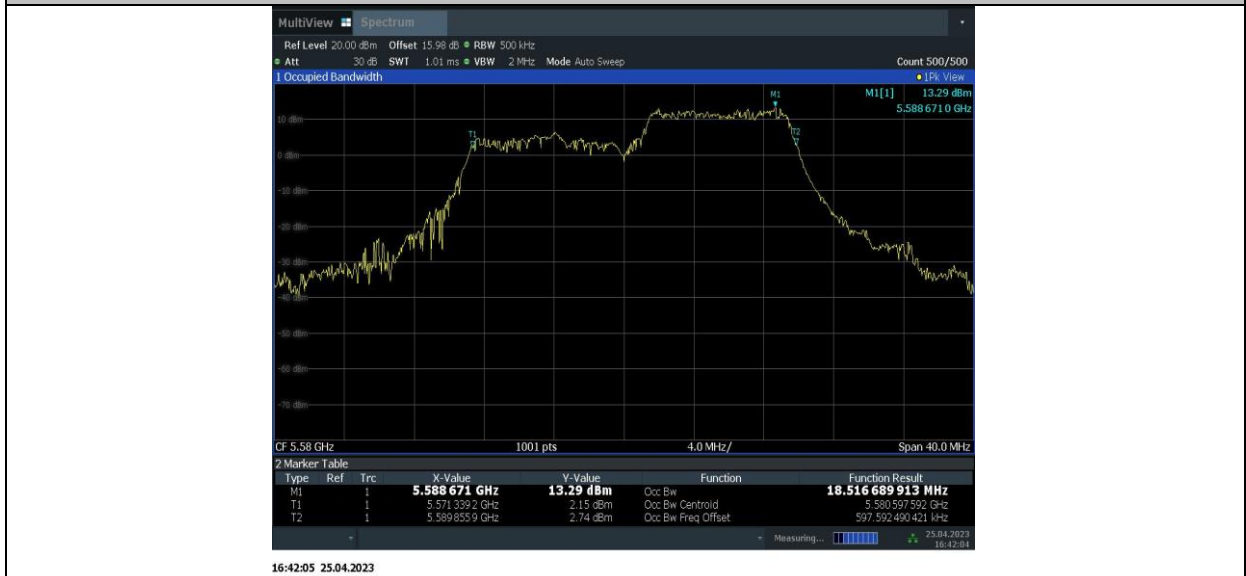 MultiView Spectrum
Ref Level 20.00 dBm Offset 15.98 dB RBW 500 kHz
Att 30 dB SWT 1.01 ms VBW 2 MHz Mode Auto Sweep Count 500/500
1 Occupied Bandwidth 1Pk View
M1 M1[1] 13.29 dBm
5.588 671 0 GHz
10 dBm
T1 T2
0 dBm
-10 dBm
-20 dBm
-30 dBm
-40 dBm
-50 dBm
-60 dBm
-70 dBm
CF 5.58 GHz 1001 pts 4.0 MHz/ Span 40.0 MHz
2 Marker Table
Type Ref Trc X-Value Y-Value Function Function Result
M1 1 5.588 671 GHz 13.29 dBm Occ Bw 18.516 689 913 MHz
T1 1 5.571 339 2 GHz 2.15 dBm Occ Bw Centroid 5.580 597 592 GHz
T2 1 5.589 855 9 GHz 2.74 dBm Occ Bw Freq Offset 597.592 490 421 kHz
Measuring... 25.04.2023
16:42:04
16:42:05 25.04.2023